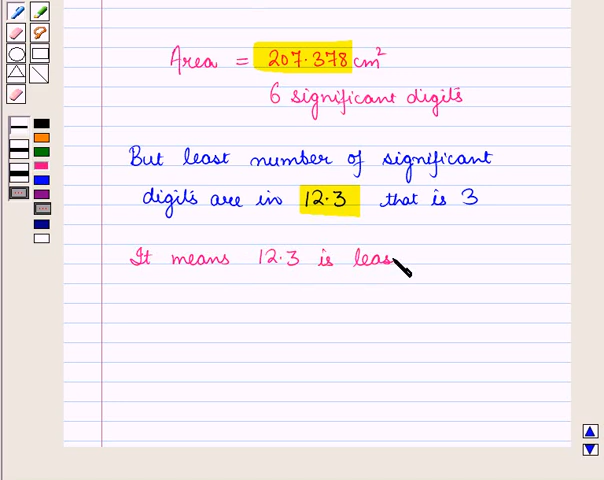 Area = 207.378 cm²
6 significant digits
But least number of significant
digits are in 12.3 that is 3
It means 12.3 is leas